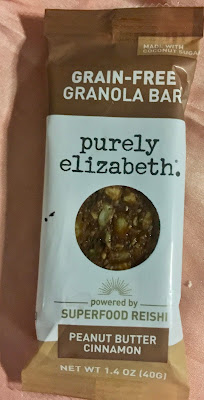 MADE WITH
COCONUT SUGAR
GRAIN-FREE
GRANOLA BAR
purely
elizabeth.
powered by
SUPERFOOD REISHI
PEANUT BUTTER
CINNAMON
NET WT 1.4 OZ (40G)